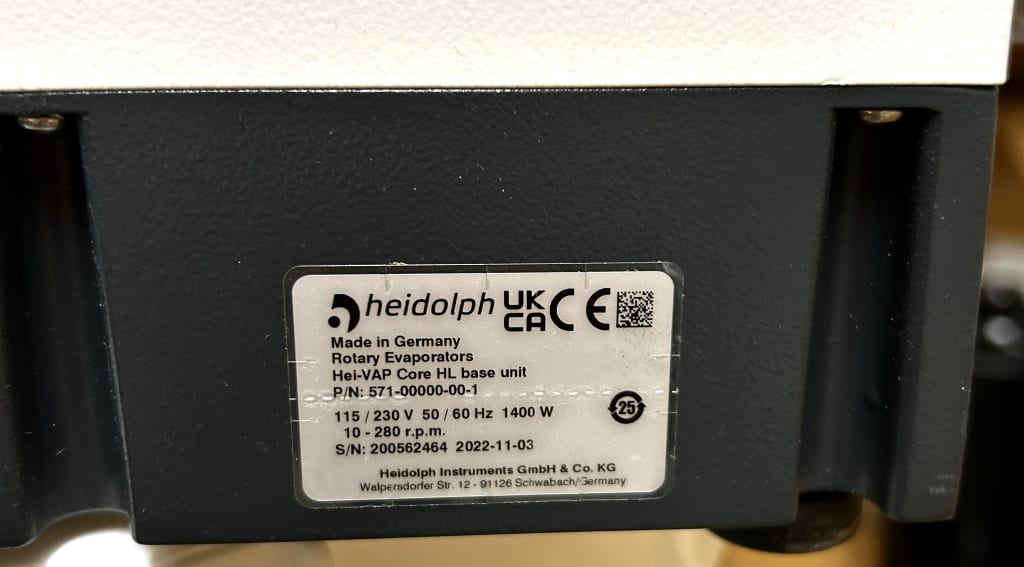 heidolph UK CA CE
Made in Germany
Rotary Evaporators
Hei-VAP Core HL base unit
P/N: 571-00000-00-1
115 / 230 V 50 / 60 Hz 1400 W
25
10 - 280 r.p.m.
S/N: 200562464 2022-11-03
Heidolph Instruments GmbH & Co. KG
Walpersdorfer Str. 12 - 91126 Schwabach/Germany